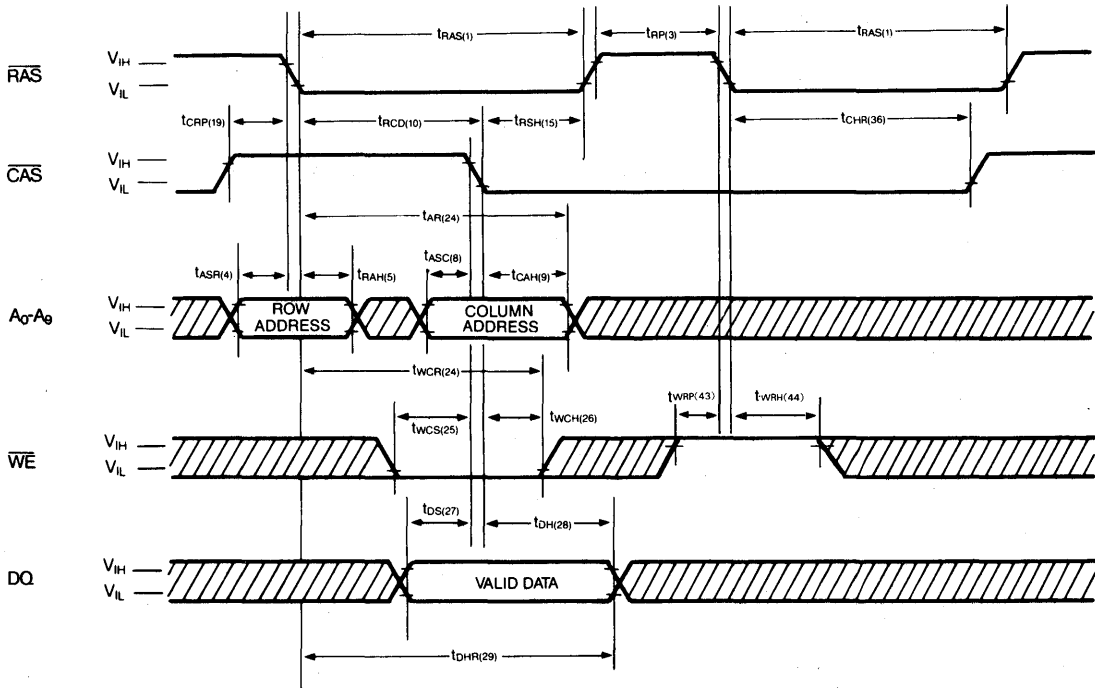 tRAS(1) tRP(3) tRAS(1)
RAS VIH VIL
tCRP(19) tRCD(10) tRSH(15) tCHR(36)
CAS VIH VIL
tAR(24)
tASR(4) tRAH(5) tASC(8) tCAH(9)
A0-A9 VIH VIL ROW ADDRESS COLUMN ADDRESS
tWCR(24)
tWCS(25) tWCH(26) tWRP(43) tWRH(44)
WE VIH VIL
tDS(27) tDH(28)
DQ VIH VIL VALID DATA
tDHR(29)